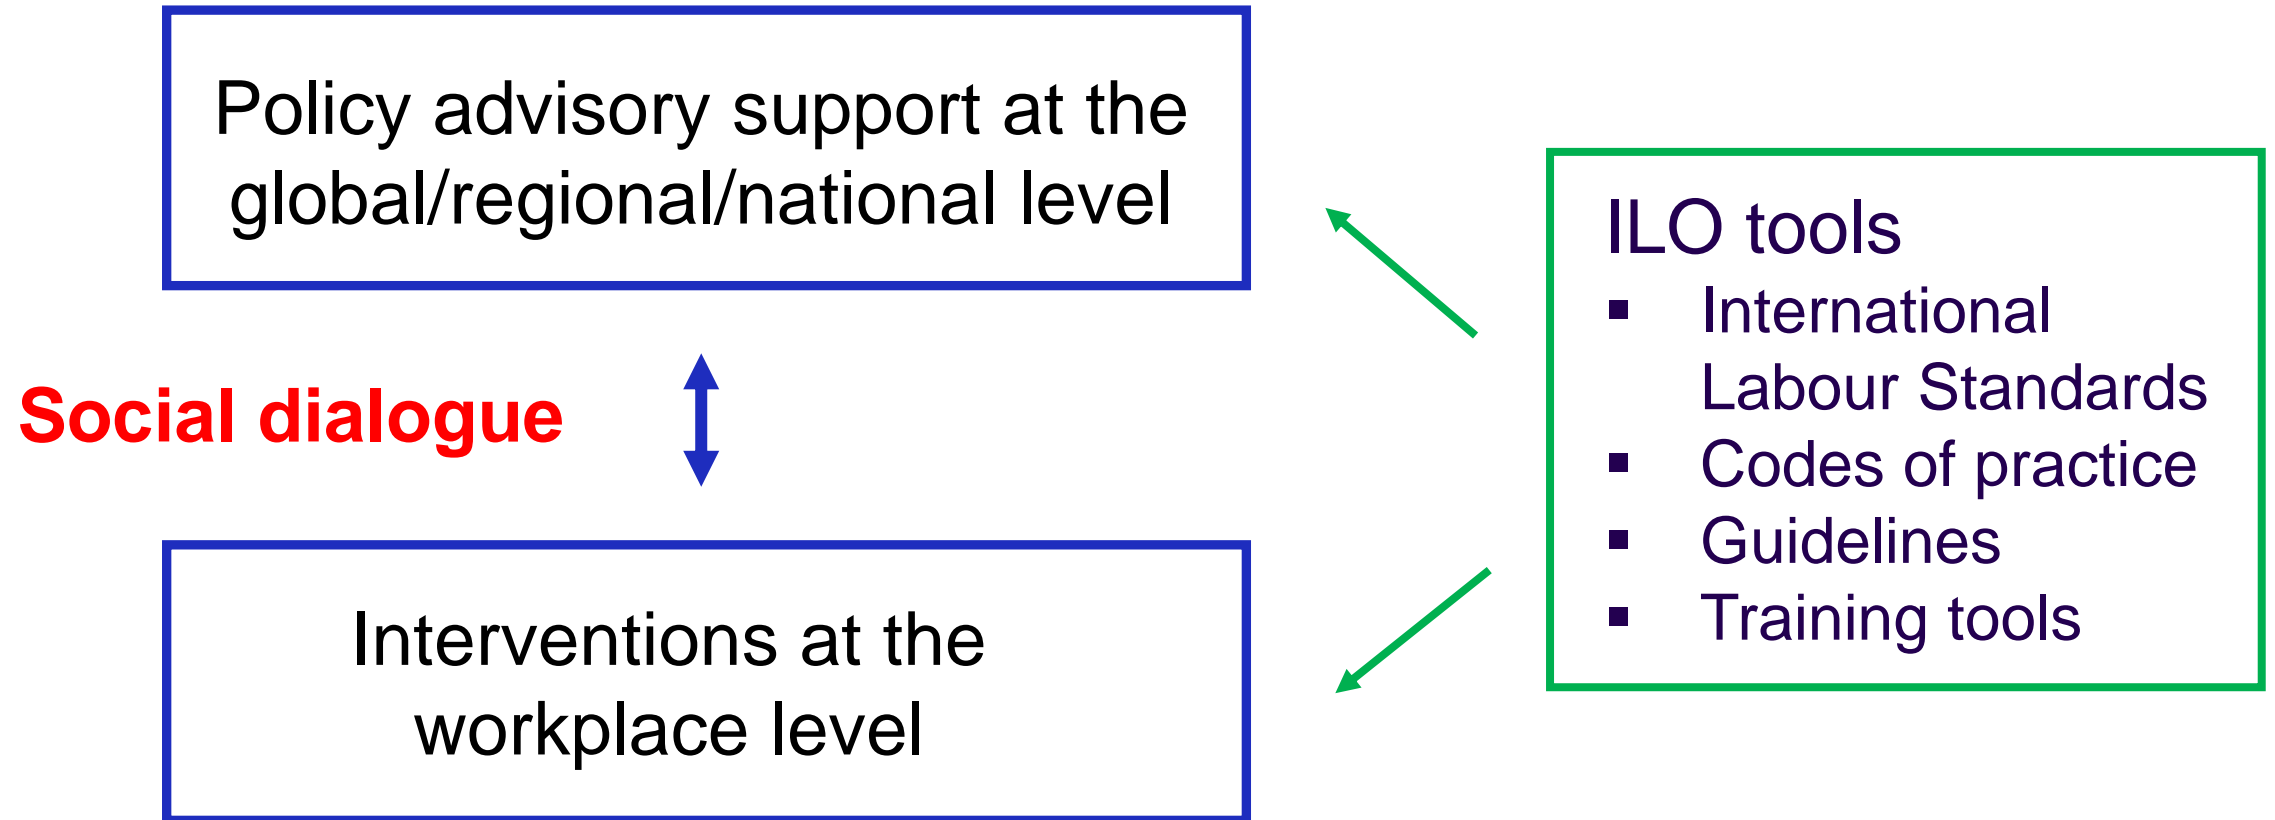 Policy advisory support at the
global/regional/national level
Social dialogue
Interventions at the
workplace level
ILO tools
▪ International
Labour Standards
▪ Codes of practice
▪ Guidelines
▪ Training tools